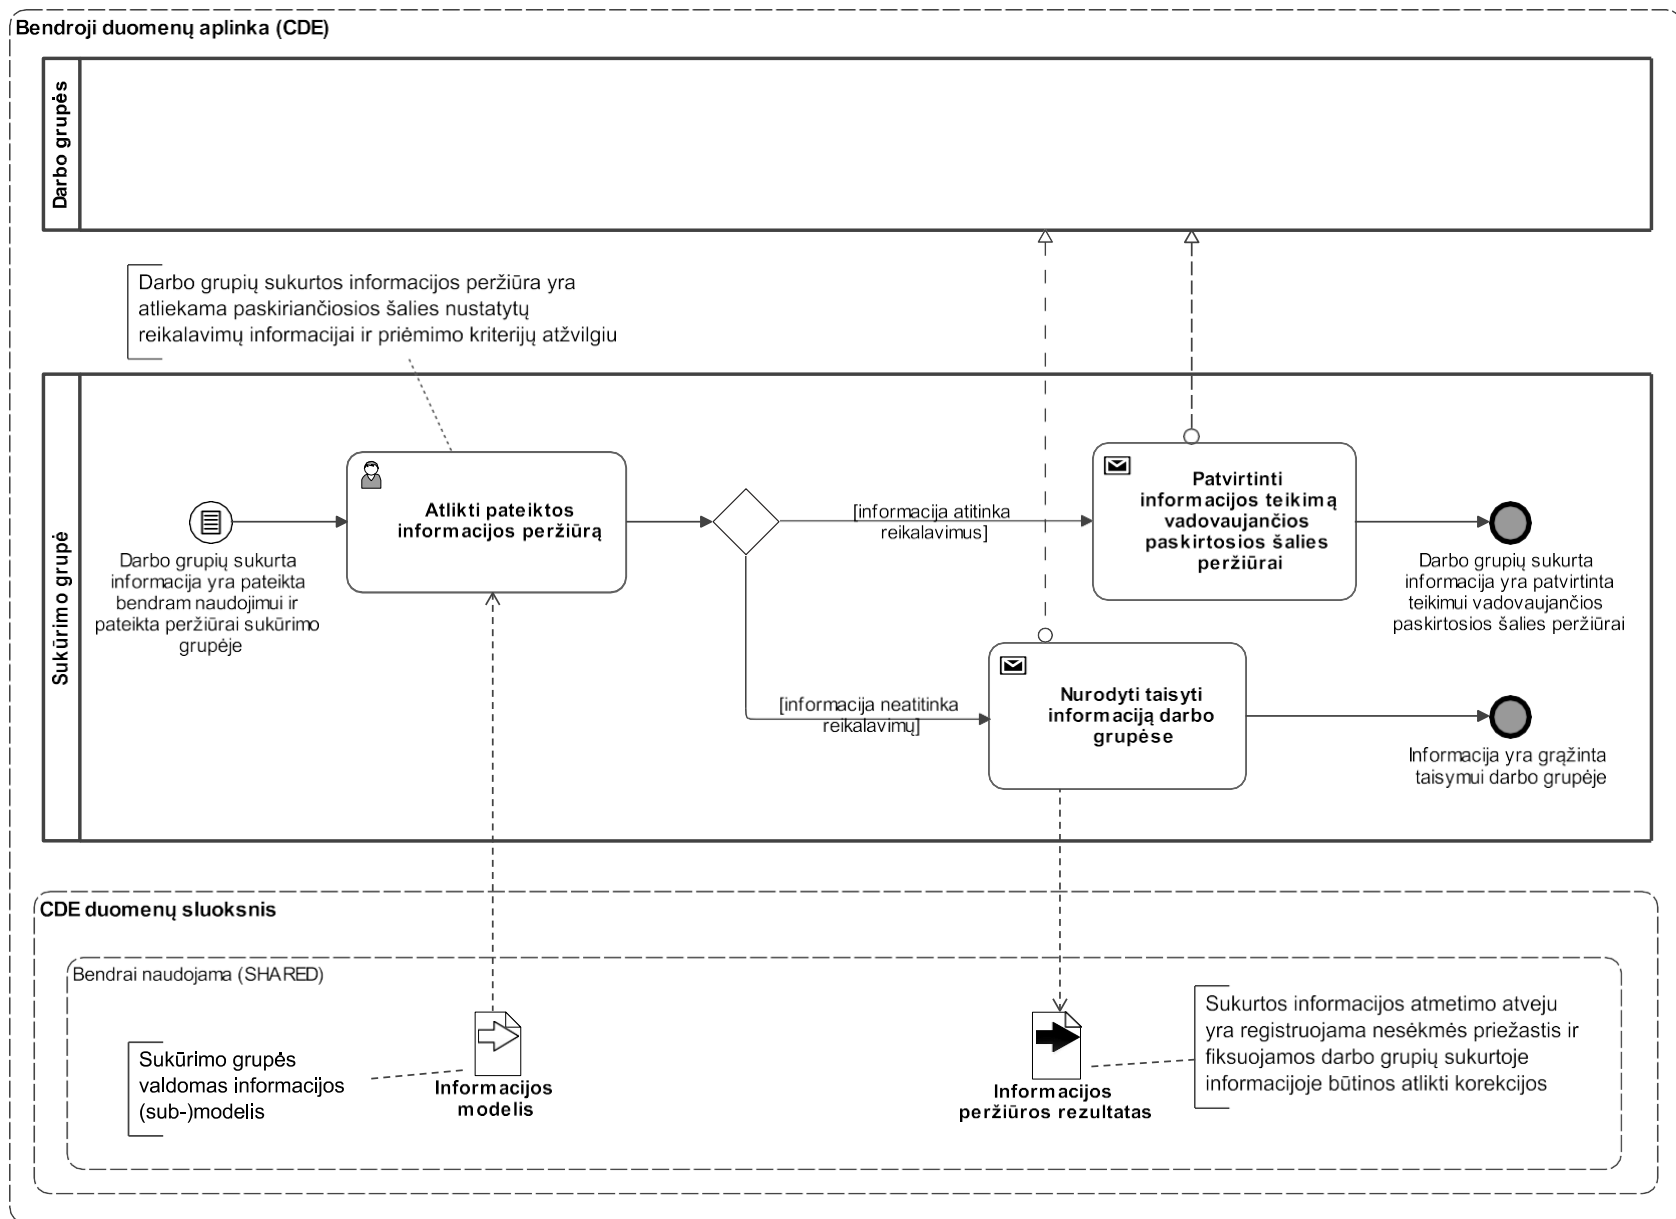 Bendroji duomenų aplinka (CDE)
Darbo grupės
Darbo grupių sukurtos informacijos peržiūra yra
atliekama paskiriančiosios šalies nustatytų
reikalavimų informacijai ir priėmimo kriterijų atžvilgiu
Sukūrimo grupė
Darbo grupių sukurta
informacija yra pateikta
bendram naudojimui ir
pateikta peržiūrai sukūrimo
grupėje
Atlikti pateiktos
informacijos peržiūrą
[informacija atitinka
reikalavimus]
Patvirtinti
informacijos teikimą
vadovaujančios
paskirtosios šalies
peržiūrai
Darbo grupių sukurta
informacija yra patvirtinta
teikimui vadovaujančios
paskirtosios šalies peržiūrai
[informacija neatitinka
reikalavimų]
Nurodyti taisyti
informaciją darbo
grupėse
Informacija yra grąžinta
taisymui darbo grupėje
CDE duomenų sluoksnis
Bendrai naudojama (SHARED)
Sukūrimo grupės
valdomas informacijos
(sub-)modelis
Informacijos
modelis
Informacijos
peržiūros rezultatas
Sukurtos informacijos atmetimo atveju
yra registruojama nesėkmės priežastis ir
fiksuojamos darbo grupių sukurtoje
informacijoje būtinos atlikti korekcijos